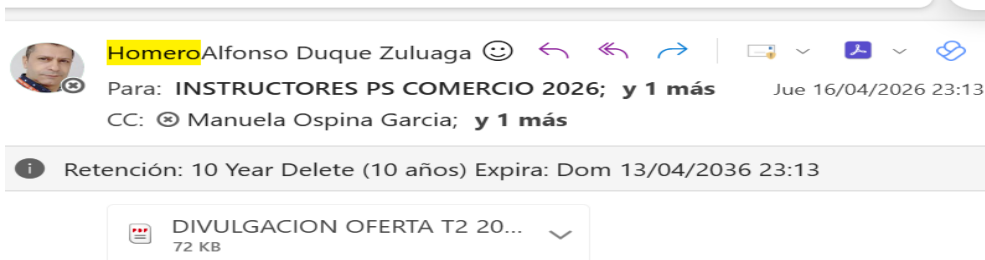 HomeroAlfonso Duque Zuluaga
Para: INSTRUCTORES PS COMERCIO 2026; y 1 más Jue 16/04/2026 23:13
CC: Manuela Ospina Garcia; y 1 más
Retención: 10 Year Delete (10 años) Expira: Dom 13/04/2036 23:13
DIVULGACION OFERTA T2 20...
72 KB